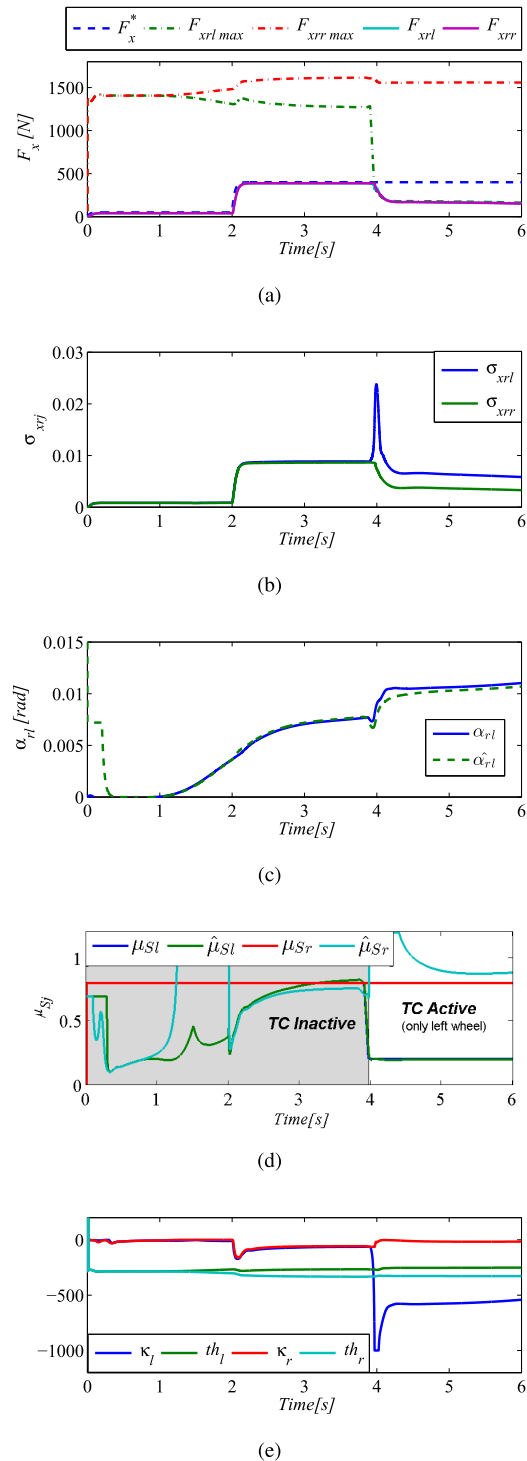 F*x Fxrl max Fxrr max Fxrl Fxrr
1500
1000
500
0
Fx [N]
0 1 2 3 4 5 6
Time[s]
(a)
0.03
0.02
0.01
0
σxrj
σxrl
σxrr
0 1 2 3 4 5 6
Time[s]
(b)
0.015
0.01
0.005
0
αrl [rad]
αrl
α̂rl
0 1 2 3 4 5 6
Time[s]
(c)
μSl μ̂Sl μSr μ̂Sr
1
0.5
0
μSj
TC Inactive
TC Active
(only left wheel)
0 1 2 3 4 5 6
Time[s]
(d)
0
−500
−1000
κl thl κr thr
0 1 2 3 4 5 6
Time[s]
(e)